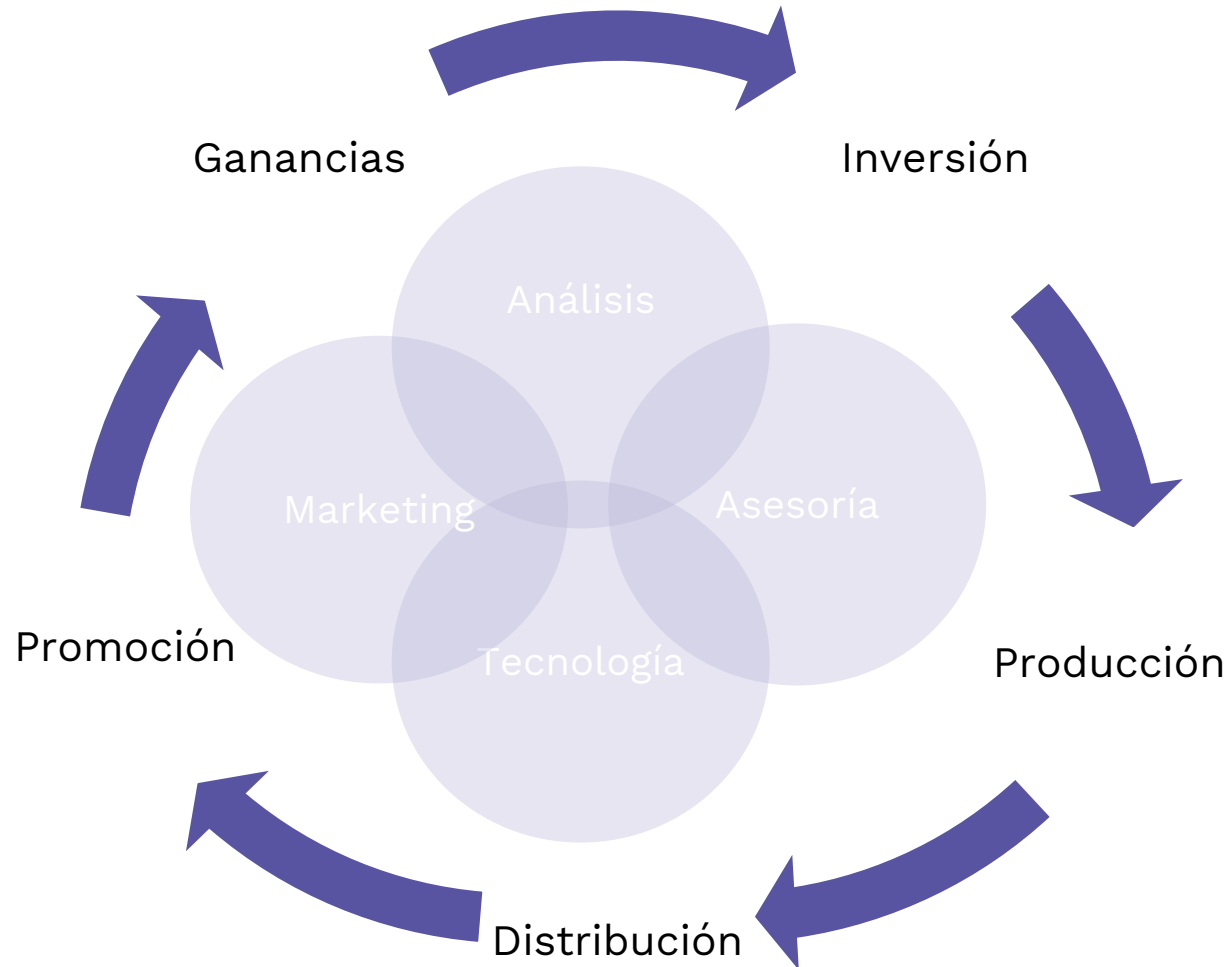 Ganancias
Inversión
Análisis
Marketing
Asesoría
Promoción
Tecnología
Producción
Distribución